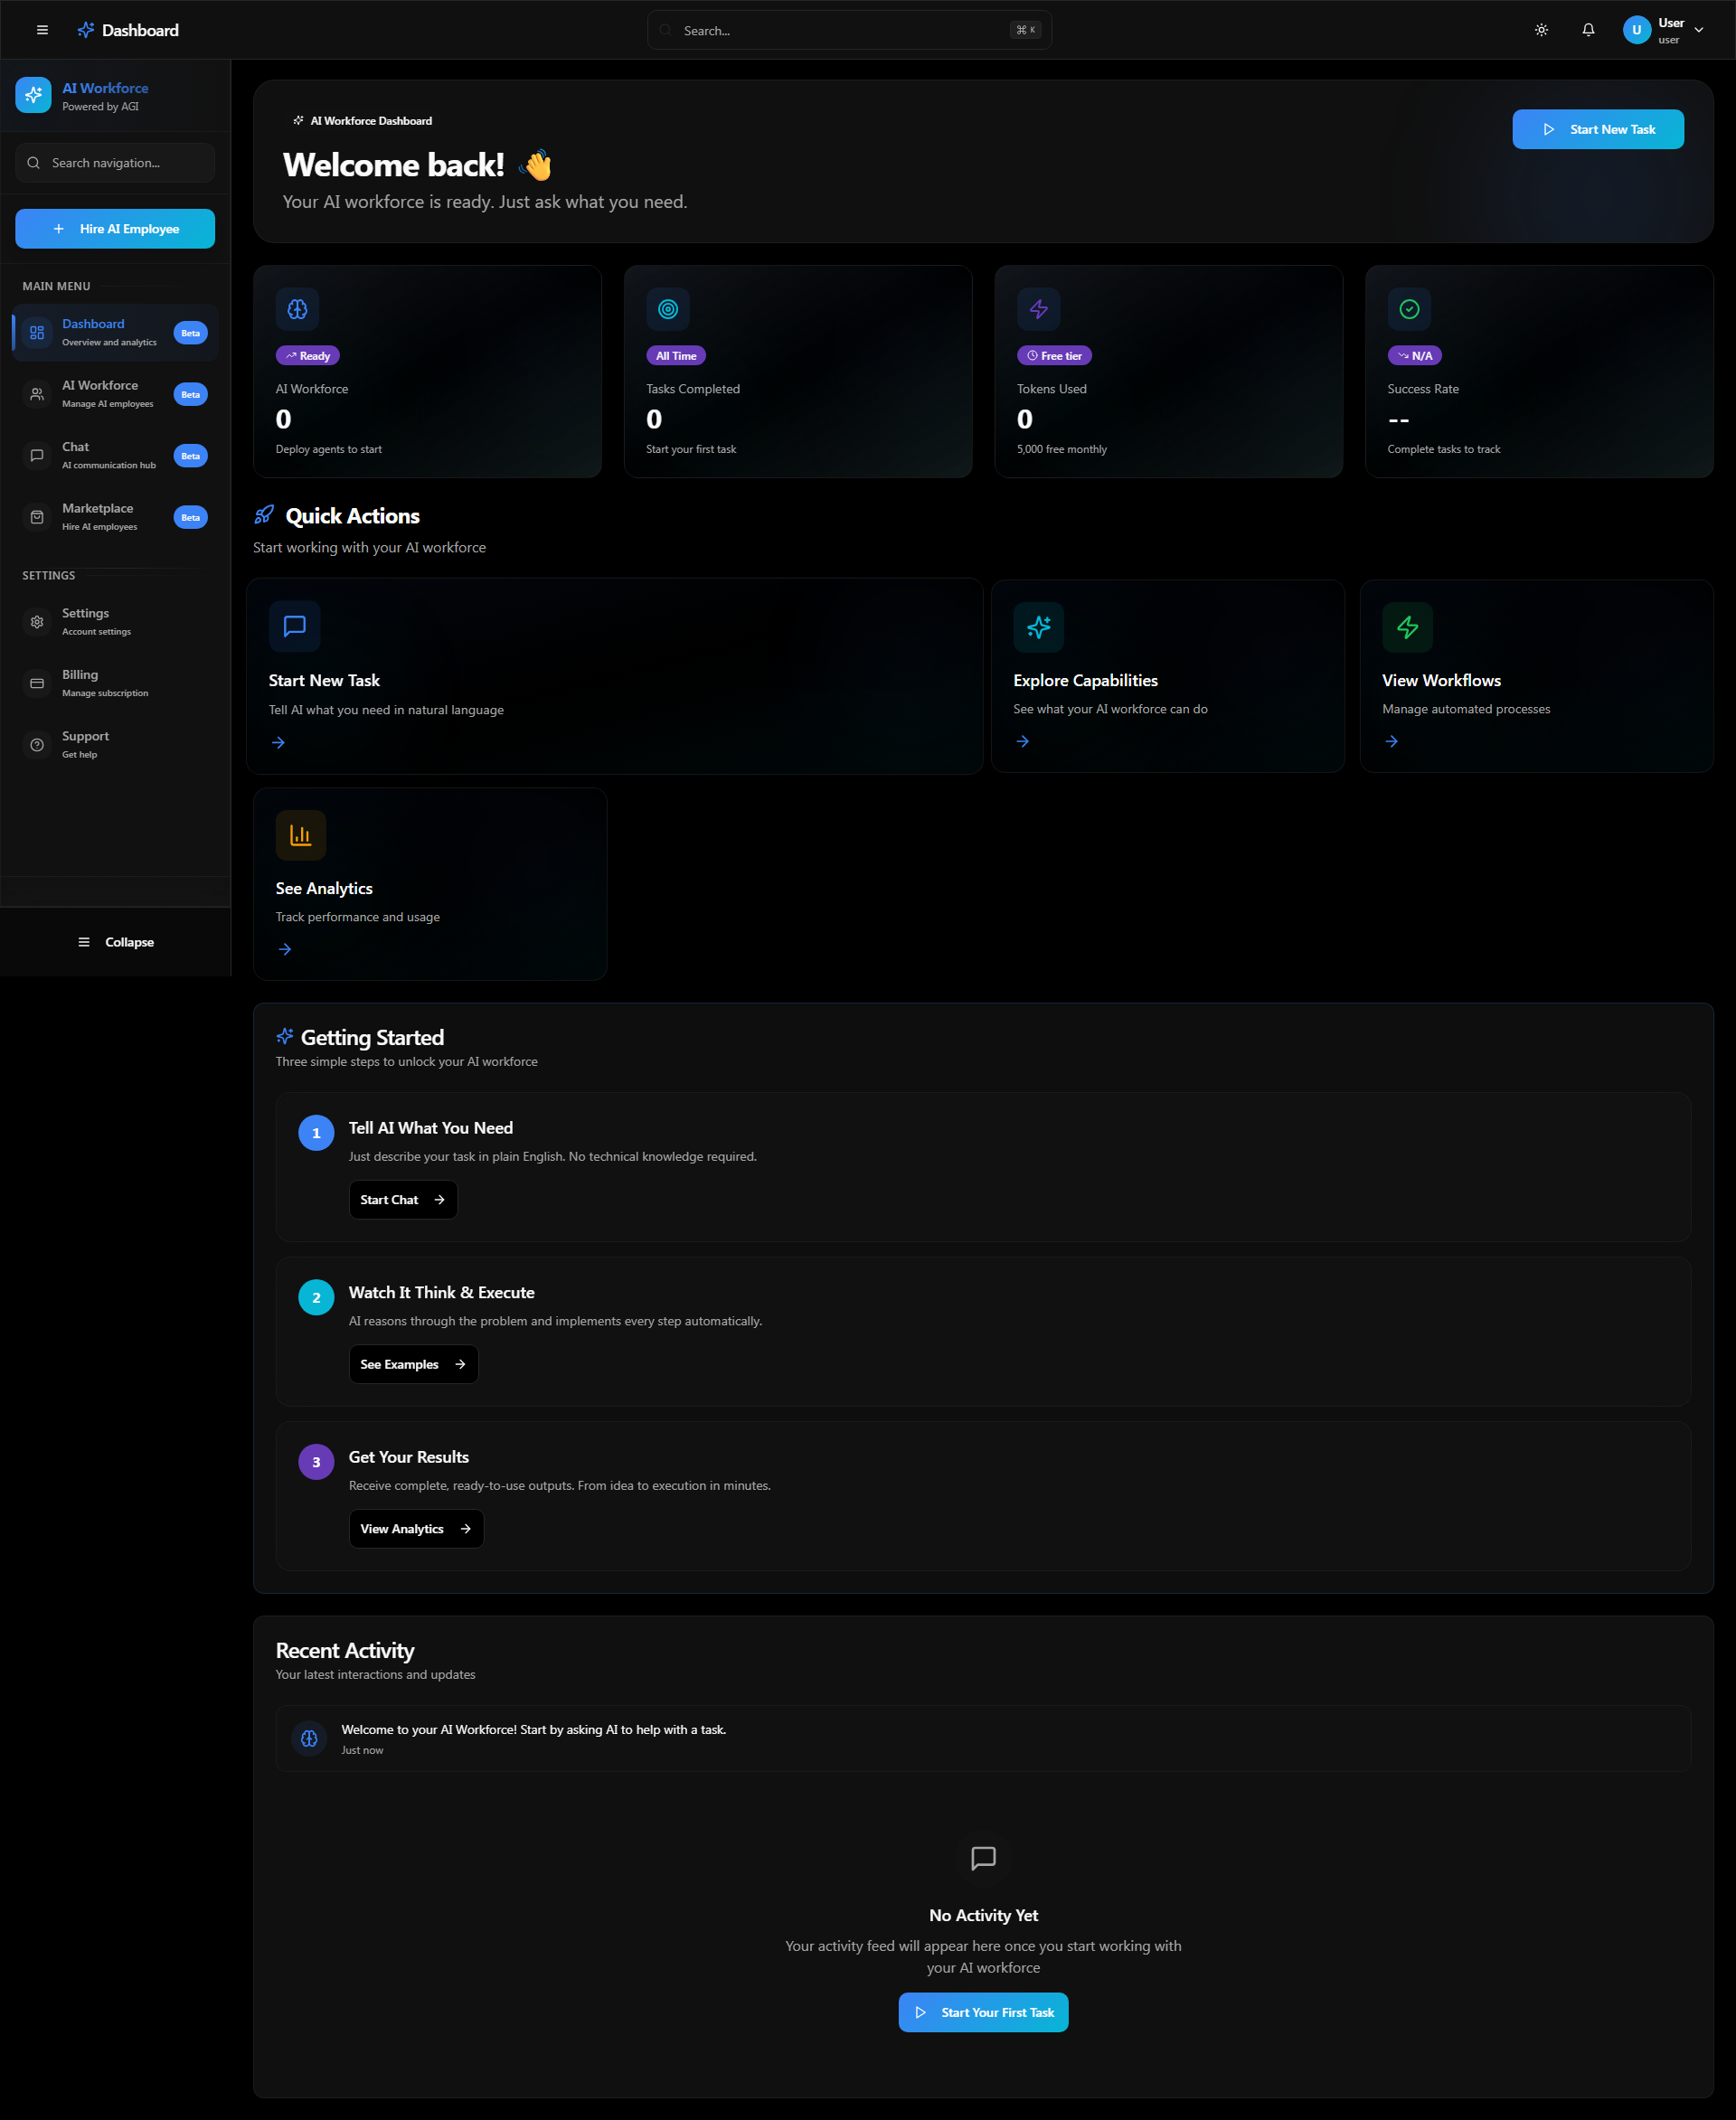 Dashboard
Search...
⌘ K
U
User
user
AI Workforce
Powered by AGI
Search navigation...
Hire AI Employee
MAIN MENU
Dashboard
Overview and analytics
Beta
AI Workforce
Manage AI employees
Beta
Chat
AI communication hub
Beta
Marketplace
Hire AI employees
Beta
SETTINGS
Settings
Account settings
Billing
Manage subscription
Support
Get help
Collapse
AI Workforce Dashboard
Welcome back! 👋
Your AI workforce is ready. Just ask what you need.
Start New Task
Ready
AI Workforce
0
Deploy agents to start
All Time
Tasks Completed
0
Start your first task
Free tier
Tokens Used
0
5,000 free monthly
N/A
Success Rate
--
Complete tasks to track
Quick Actions
Start working with your AI workforce
Start New Task
Tell AI what you need in natural language
Explore Capabilities
See what your AI workforce can do
View Workflows
Manage automated processes
See Analytics
Track performance and usage
Getting Started
Three simple steps to unlock your AI workforce
1
Tell AI What You Need
Just describe your task in plain English. No technical knowledge required.
Start Chat
2
Watch It Think & Execute
AI reasons through the problem and implements every step automatically.
See Examples
3
Get Your Results
Receive complete, ready-to-use outputs. From idea to execution in minutes.
View Analytics
Recent Activity
Your latest interactions and updates
Welcome to your AI Workforce! Start by asking AI to help with a task.
Just now
No Activity Yet
Your activity feed will appear here once you start working with
your AI workforce
Start Your First Task